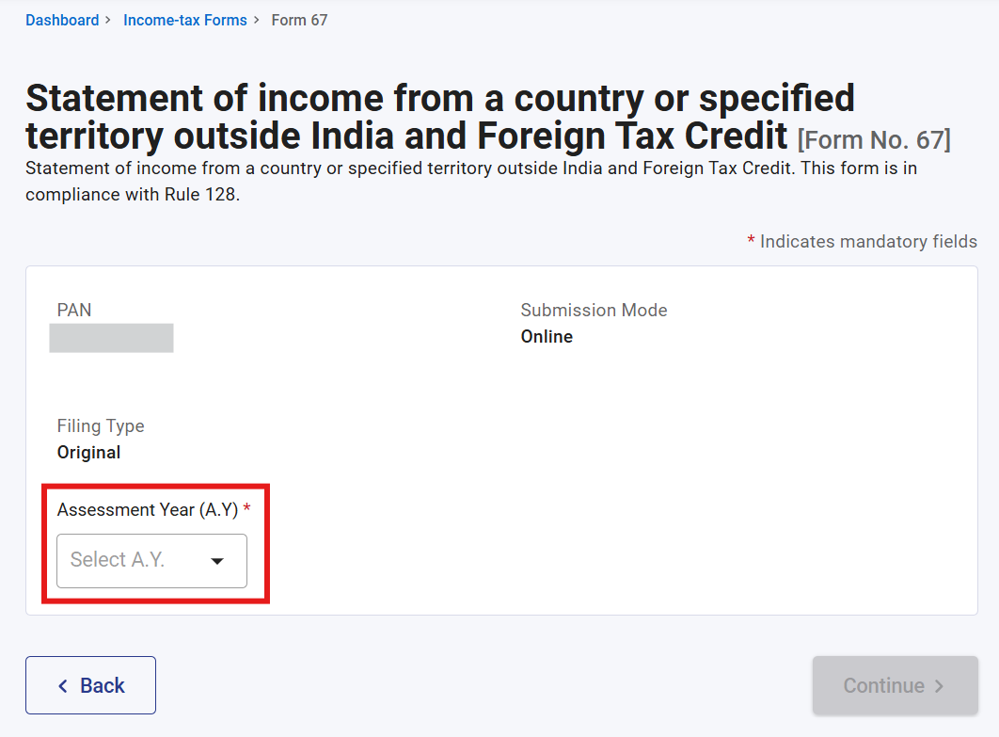 Dashboard > Income-tax Forms > Form 67
Statement of income from a country or specified
territory outside India and Foreign Tax Credit [Form No. 67]
Statement of income from a country or specified territory outside India and Foreign Tax Credit. This form is in
compliance with Rule 128.
* Indicates mandatory fields
PAN
Submission Mode
Online
Filing Type
Original
Assessment Year (A.Y) *
Select A.Y.
< Back
Continue >